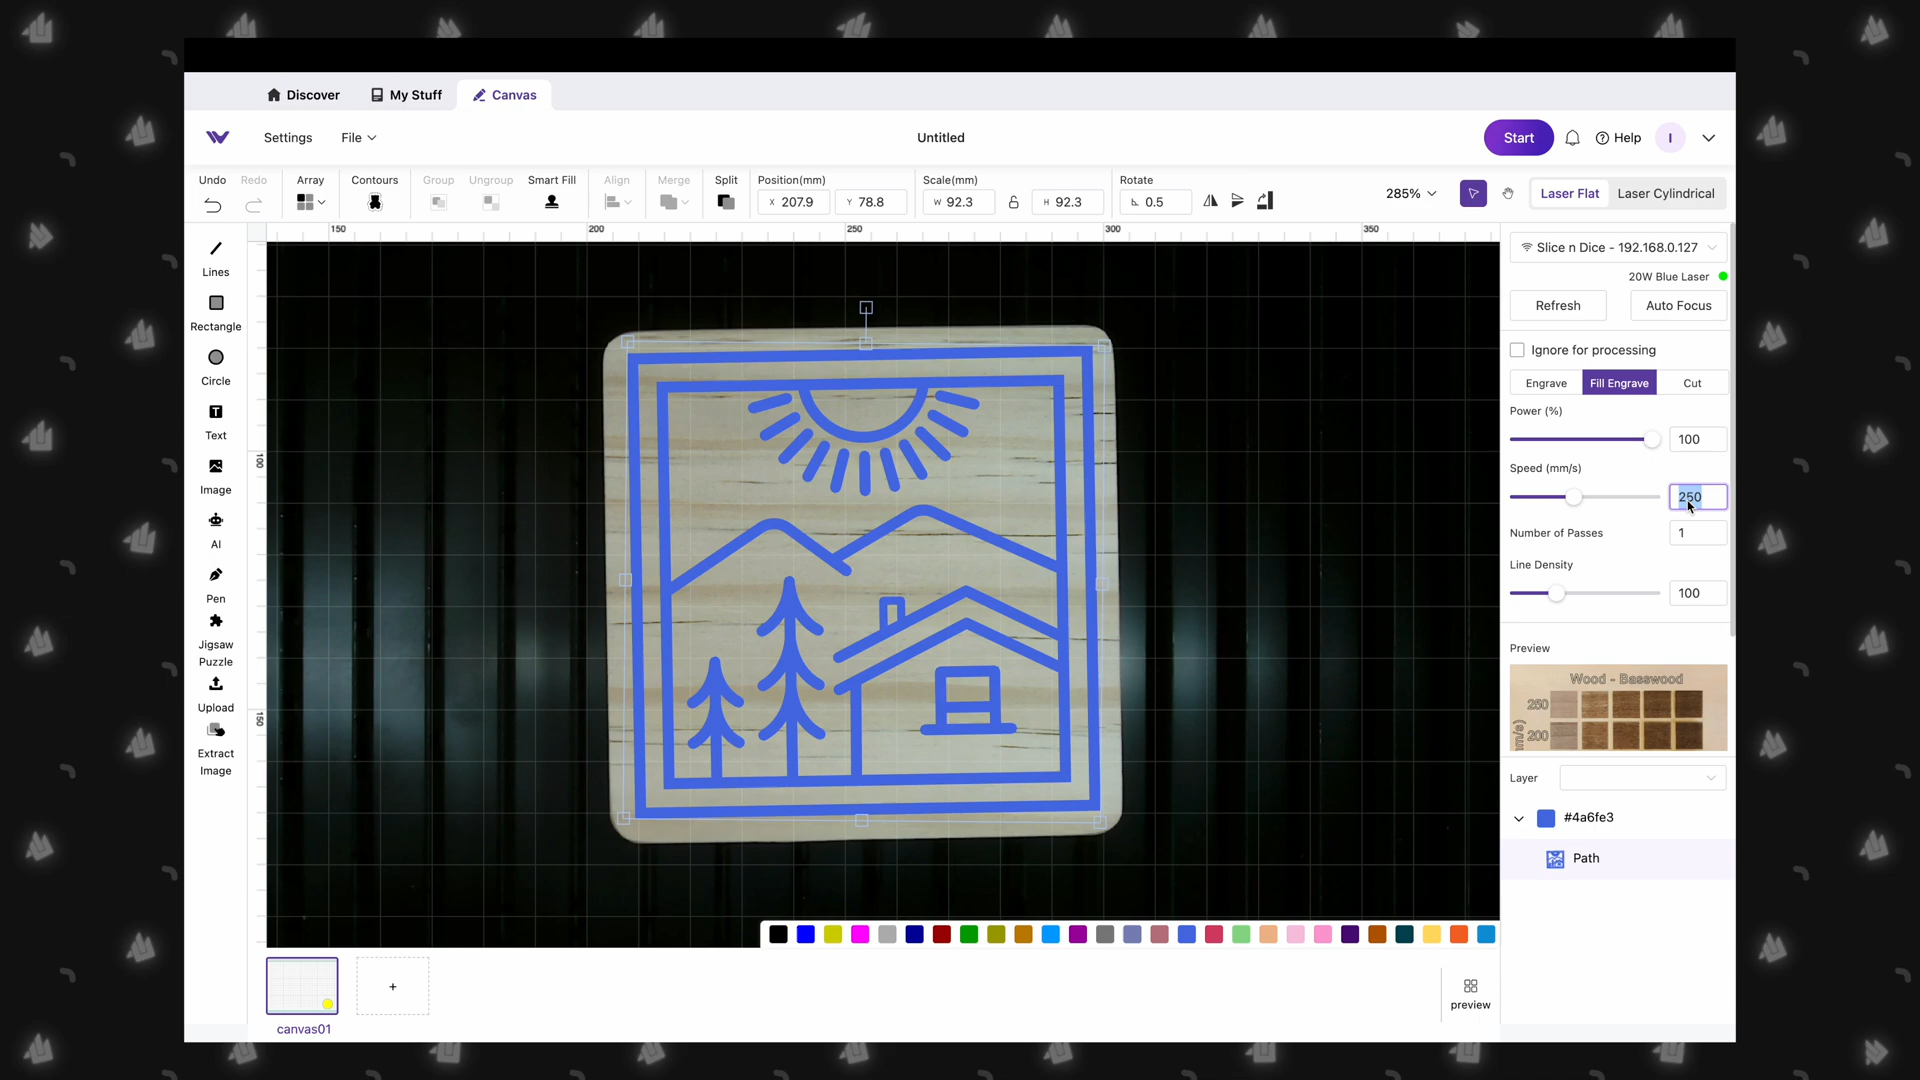 Discover My Stuff Canvas
Settings File Untitled Start Help I
Undo Redo Array Contours Group Ungroup Smart Fill Align Merge Split Position(mm) Scale(mm) Rotate
X 207.9 Y 78.8 W 92.3 H 92.3 0.5 285% Laser Flat Laser Cylindrical
150 200 250 300 350
100
150
Lines
Rectangle
Circle
Text
Image
AI
Pen
Jigsaw
Puzzle
Upload
Extract
Image
Slice n Dice - 192.168.0.127
20W Blue Laser
Refresh Auto Focus
Ignore for processing
Engrave Fill Engrave Cut
Power (%)
100
Speed (mm/s)
250
Number of Passes 1
Line Density
100
Preview
Wood - Basswood
250
200
m/s)
Layer
#4a6fe3
Path
+
canvas01
preview